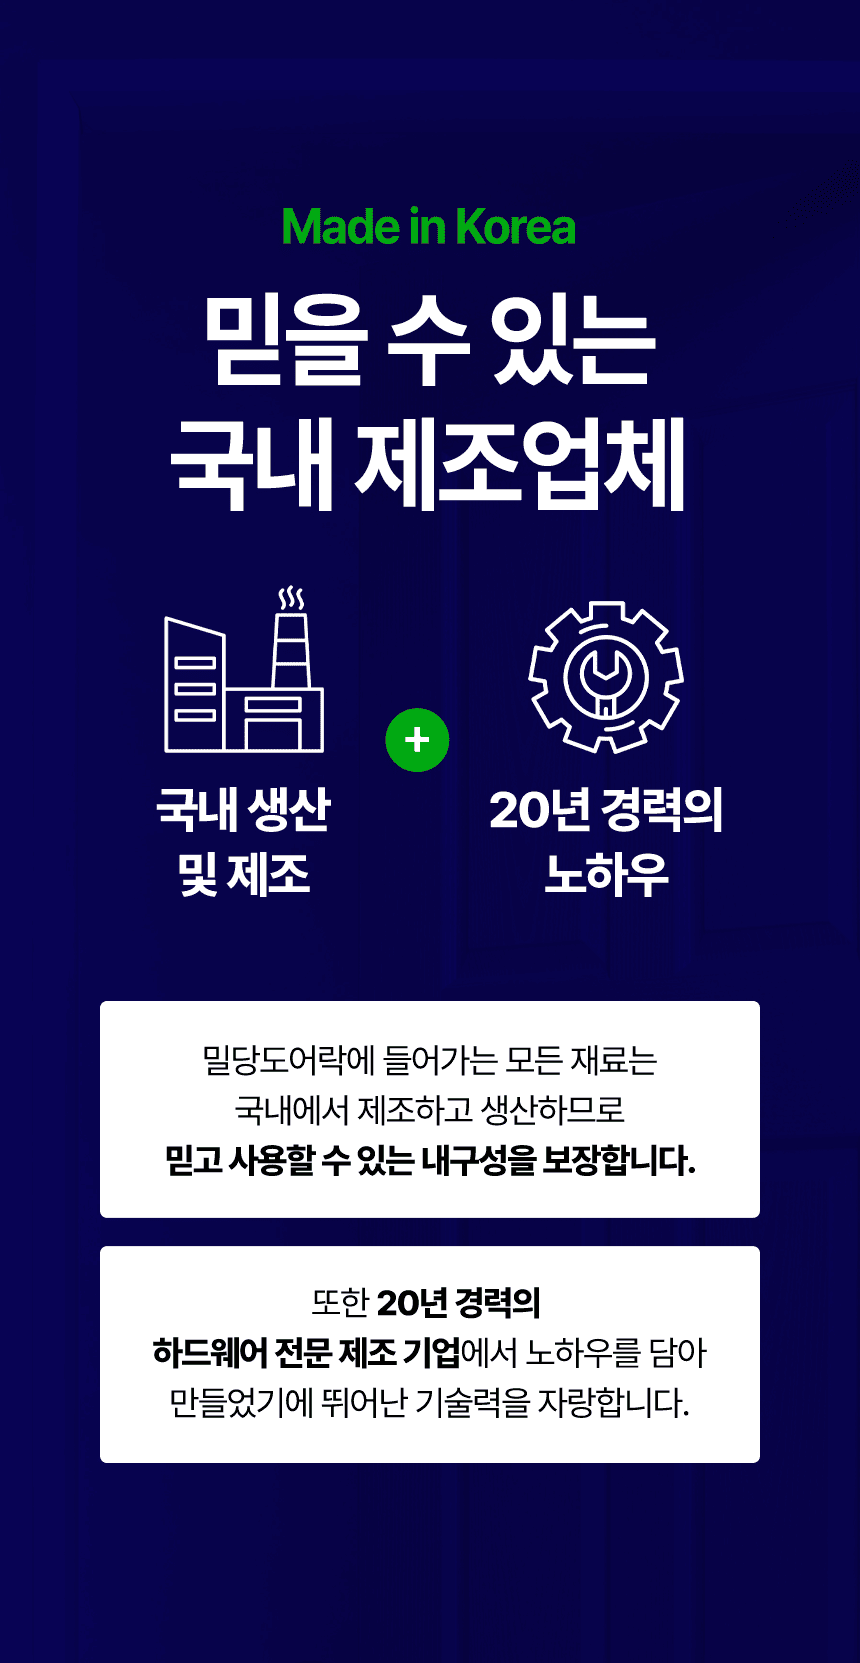 Made in Korea
믿을 수 있는
국내 제조업체
국내 생산
및 제조
+
20년 경력의
노하우
밀당도어락에 들어가는 모든 재료는
국내에서 제조하고 생산하므로
믿고 사용할 수 있는 내구성을 보장합니다.
또한 20년 경력의
하드웨어 전문 제조 기업에서 노하우를 담아
만들었기에 뛰어난 기술력을 자랑합니다.